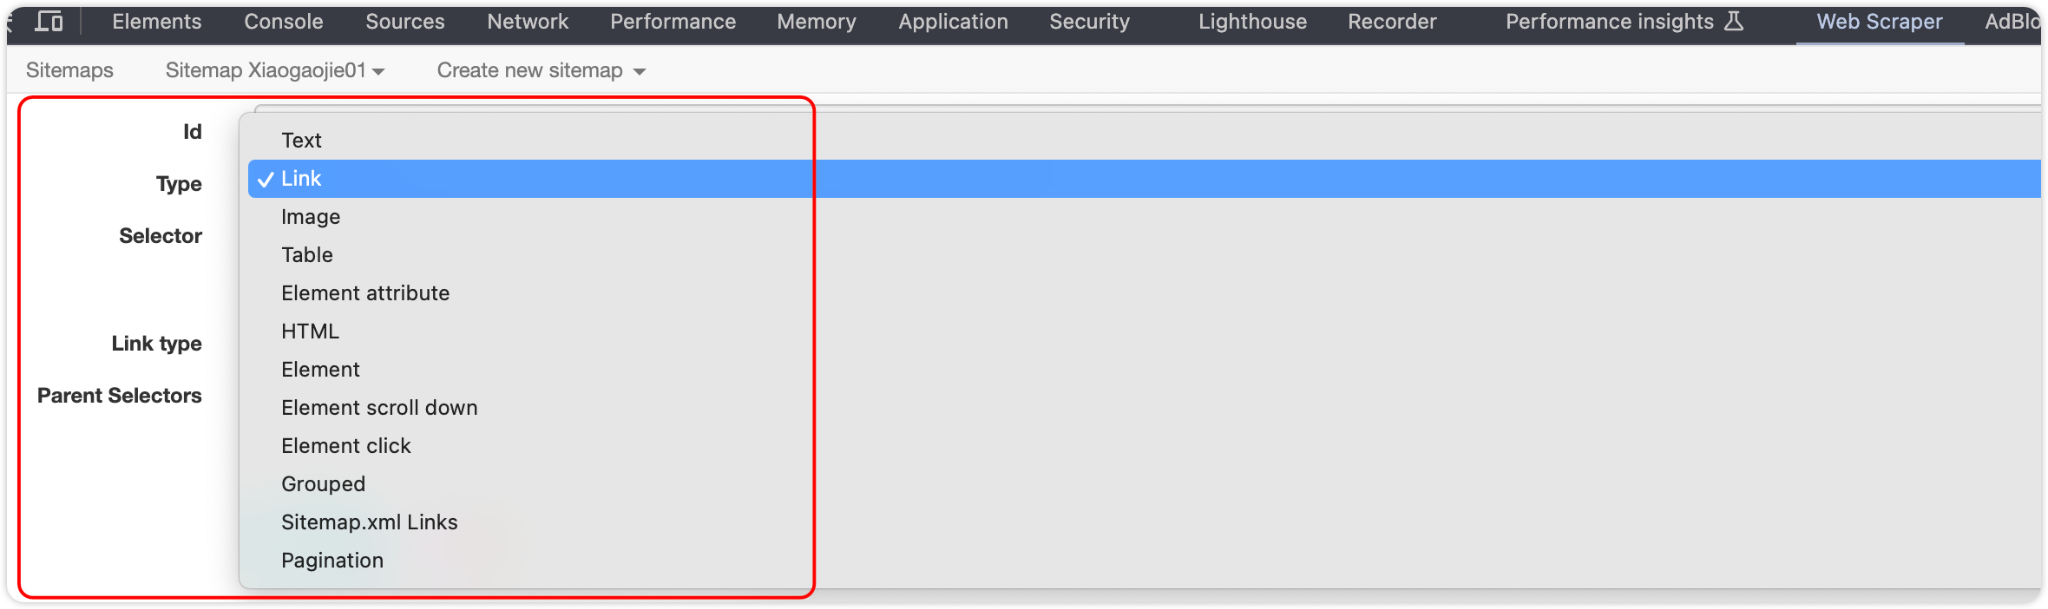 Elements Console Sources Network Performance Memory Application Security Lighthouse Recorder Performance insights Web Scraper AdBlo
Sitemaps Sitemap Xiaogaojie01 Create new sitemap
Id
Text
Type
Link
Image
Selector
Table
Element attribute
HTML
Link type
Element
Parent Selectors
Element scroll down
Element click
Grouped
Sitemap.xml Links
Pagination